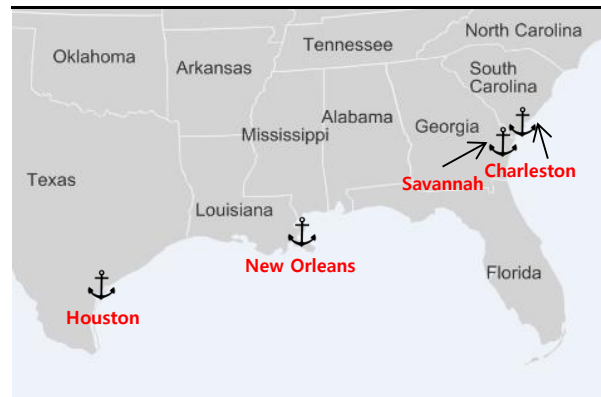 North Carolina
Tennessee
Oklahoma
Arkansas
South
Carolina
Alabama
Georgia
Mississippi
Charleston
Savannah
Texas
Louisiana
New Orleans
Florida
Houston